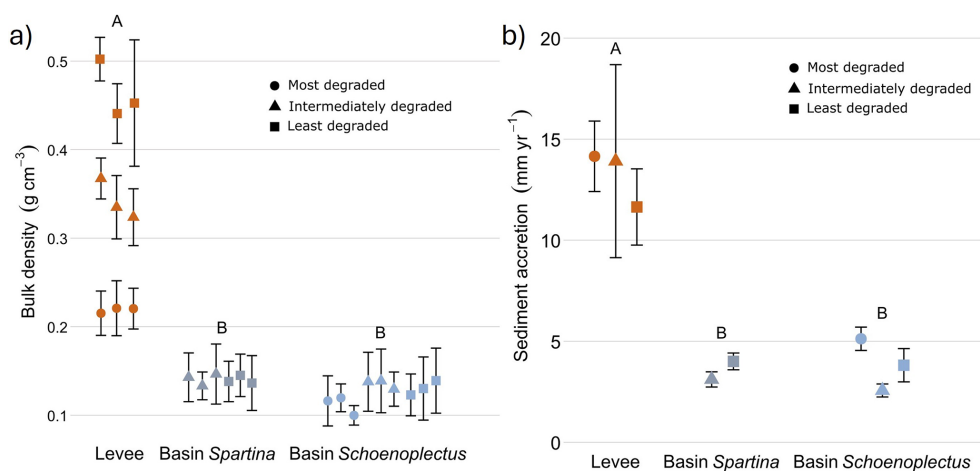 a)
A
0.5
0.4
0.3
0.2
0.1
Bulk density (g cm−3)
Most degraded
Intermediately degraded
Least degraded
B
B
Levee
Basin Spartina
Basin Schoenoplectus
b)
20
15
10
5
0
Sediment accretion (mm yr−1)
A
Most degraded
Intermediately degraded
Least degraded
B
B
Levee
Basin Spartina
Basin Schoenoplectus